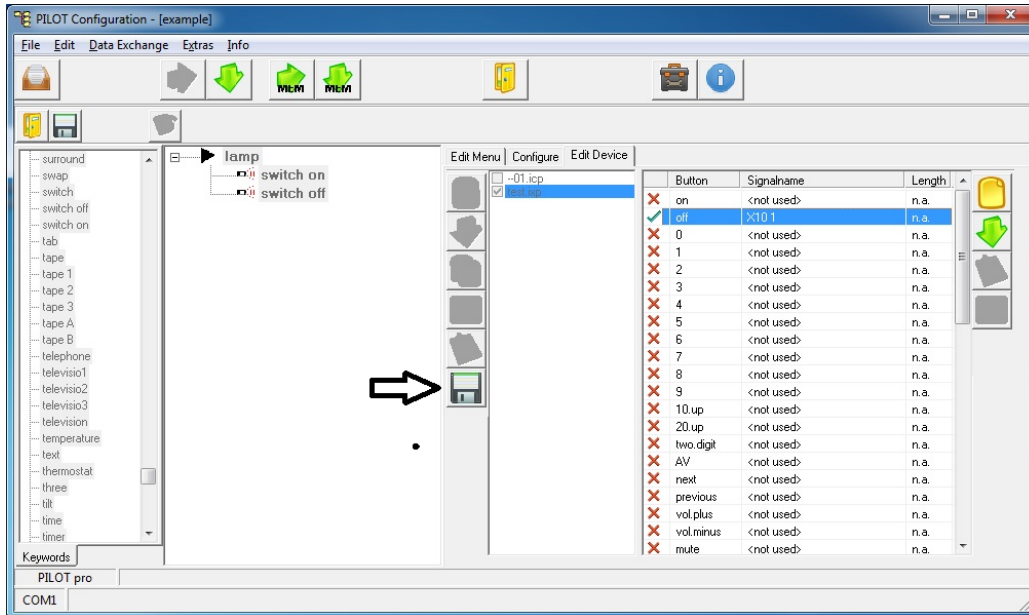 PILOT Configuration - [example]
File Edit Data Exchange Extras Info
MEM MEM
surround
swap
switch
switch off
switch on
tab
tape
tape 1
tape 2
tape 3
tape A
tape B
telephone
televisio1
televisio2
televisio3
television
temperature
text
thermostat
three
tilt
time
timer
Keywords
lamp
switch on
switch off
Edit Menu Configure Edit Device
--01.icp
test.ixp
Button Signalname Length
on <not used> n.a.
off X10 1 n.a.
0 <not used> n.a.
1 <not used> n.a.
2 <not used> n.a.
3 <not used> n.a.
4 <not used> n.a.
5 <not used> n.a.
6 <not used> n.a.
7 <not used> n.a.
8 <not used> n.a.
9 <not used> n.a.
10.up <not used> n.a.
20.up <not used> n.a.
two.digit <not used> n.a.
AV <not used> n.a.
next <not used> n.a.
previous <not used> n.a.
vol.plus <not used> n.a.
vol.minus <not used> n.a.
mute <not used> n.a.
PILOT pro
COM1